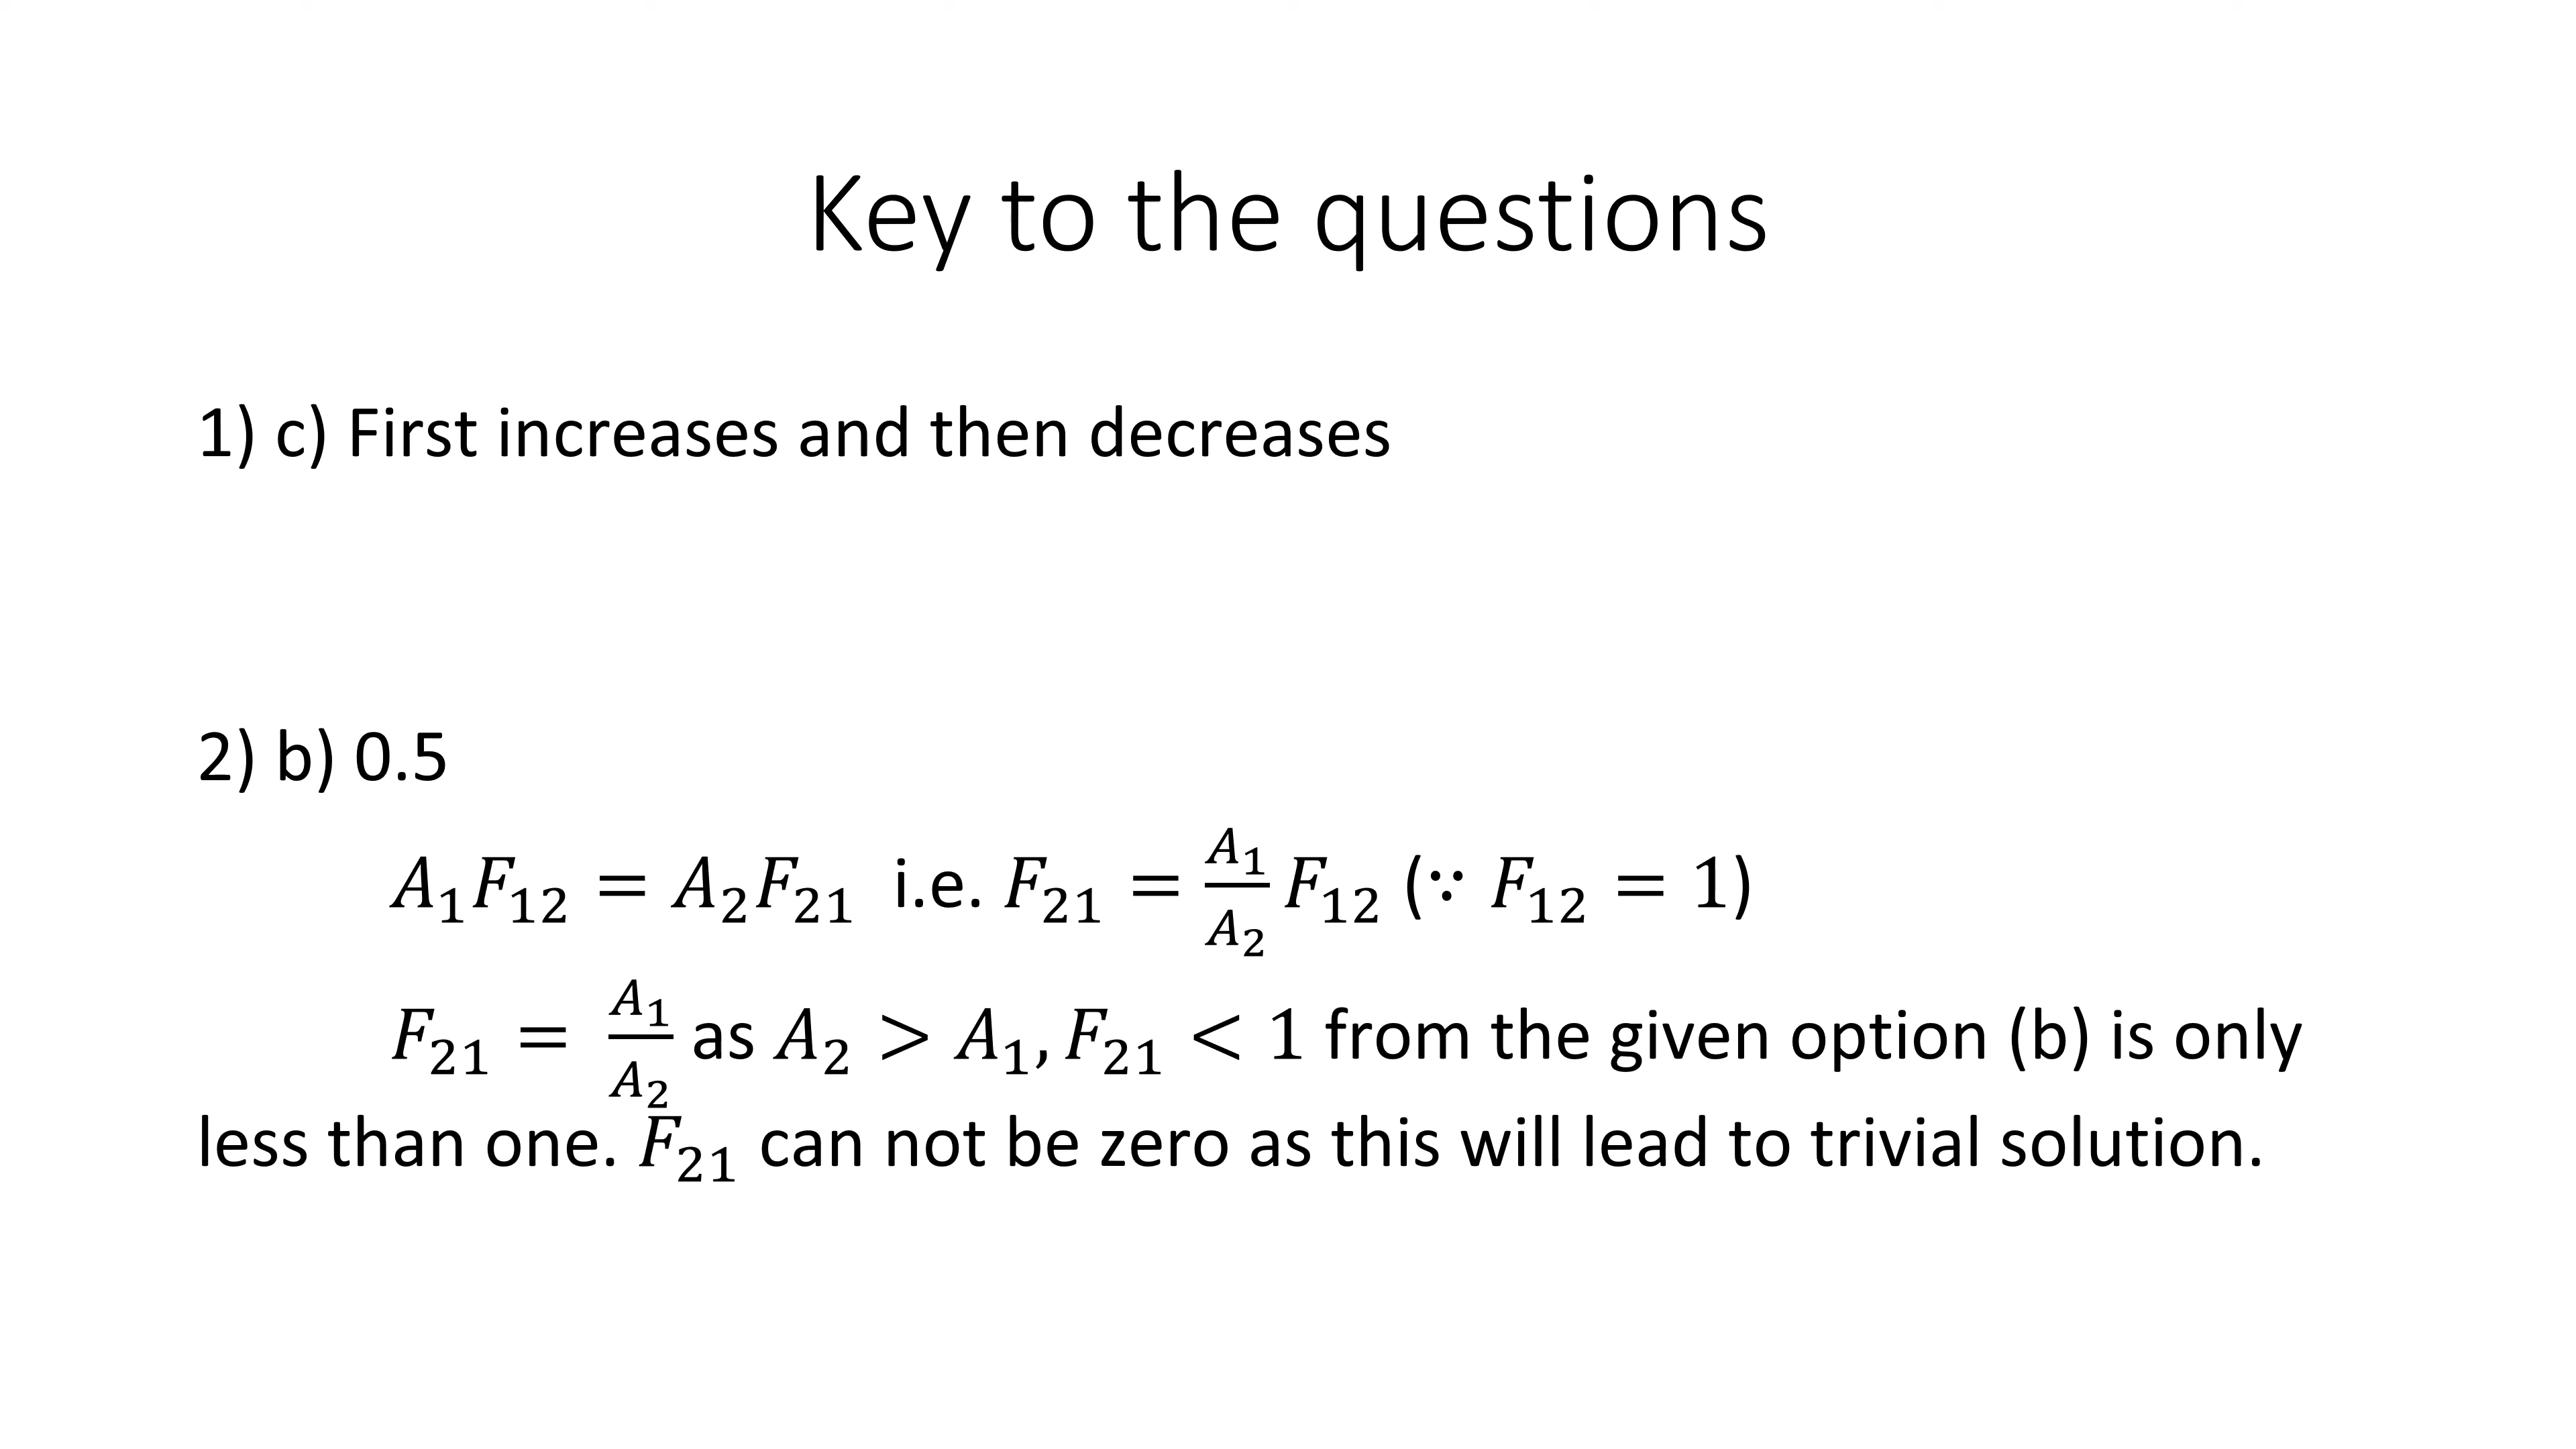 Key to the questions
1) c) First increases and then decreases
2) b) 0.5
𝐴₁𝐹₁₂ = 𝐴₂𝐹₂₁ i.e. 𝐹₂₁ = 𝐴₁/𝐴₂ 𝐹₁₂ (∵ 𝐹₁₂ = 1)
𝐹₂₁ = 𝐴₁/𝐴₂ as 𝐴₂ > 𝐴₁, 𝐹₂₁ < 1 from the given option (b) is only
less than one. 𝐹₂₁ can not be zero as this will lead to trivial solution.